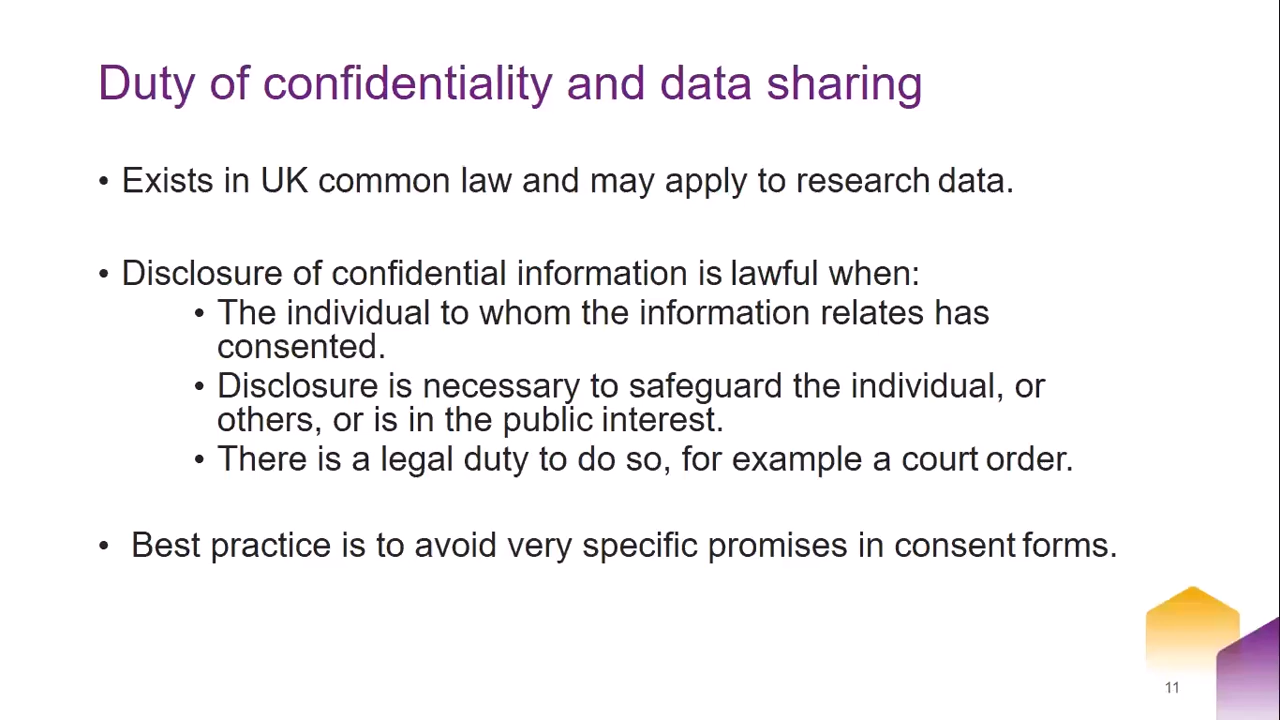 Duty of confidentiality and data sharing
• Exists in UK common law and may apply to research data.
• Disclosure of confidential information is lawful when:
• The individual to whom the information relates has
consented.
• Disclosure is necessary to safeguard the individual, or
others, or is in the public interest.
• There is a legal duty to do so, for example a court order.
• Best practice is to avoid very specific promises in consent forms.
11